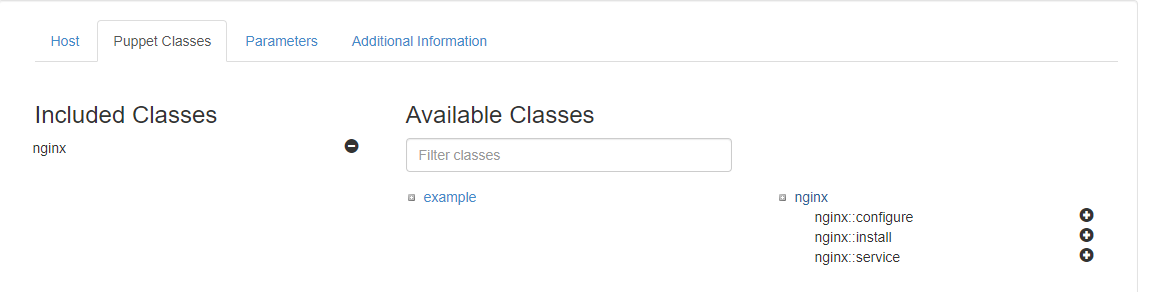 Host Puppet Classes Parameters Additional Information
Included Classes
nginx
Available Classes
Filter classes
example
nginx
nginx::configure
nginx::install
nginx::service